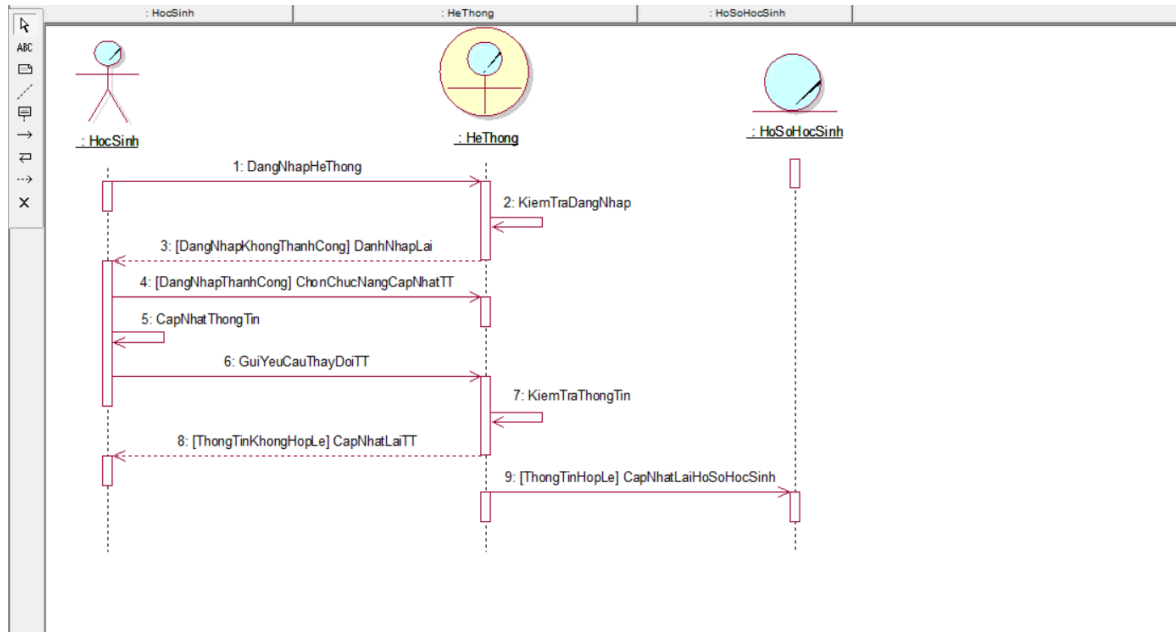 : HocSinh
: HeThong
: HoSoHocSinh
ABC
: HocSinh
: HeThong
: HoSoHocSinh
1: DangNhapHeThong
2: KiemTraDangNhap
3: [DangNhapKhongThanhCong] DanhNhapLai
4: [DangNhapThanhCong] ChonChucNangCapNhatTT
5: CapNhatThongTin
6: GuiYeuCauThayDoiTT
7: KiemTraThongTin
8: [ThongTinKhongHopLe] CapNhatLaiTT
9: [ThongTinHopLe] CapNhatLaiHoSoHocSinh